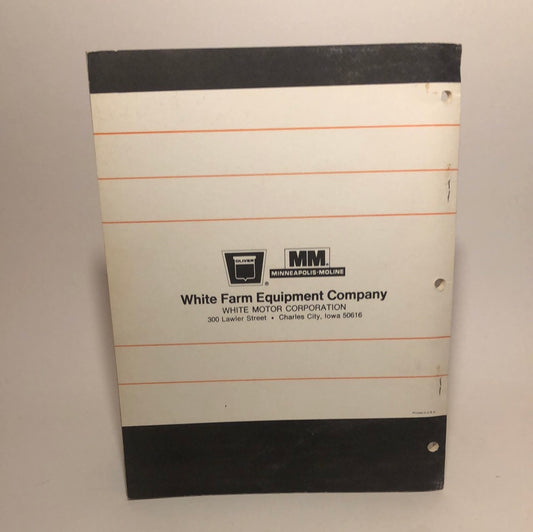 OLIVER
MM
MINNEAPOLIS-MOLINE
White Farm Equipment Company
WHITE MOTOR CORPORATION
300 Lawler Street • Charles City, Iowa 50616